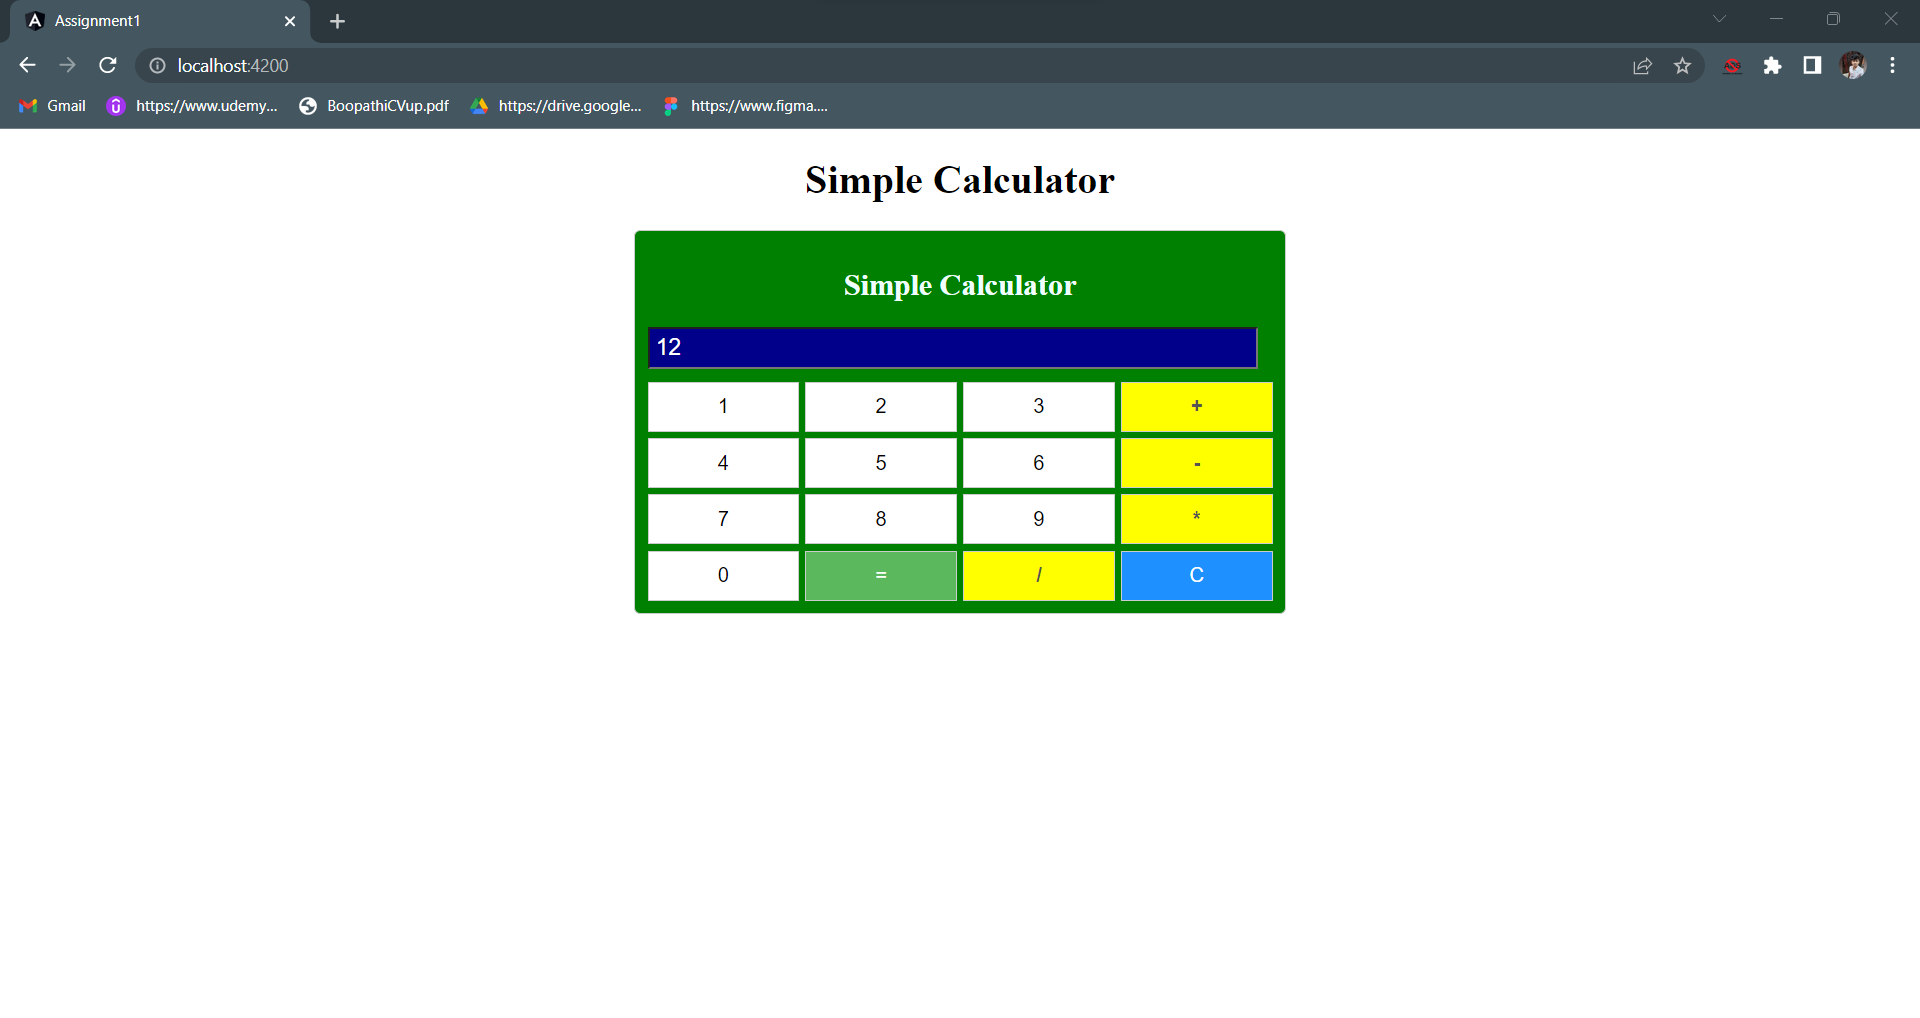 Assignment1
localhost:4200
Gmail https://www.udemy... BoopathiCVup.pdf https://drive.google... https://www.figma....
Simple Calculator
Simple Calculator
12
1 2 3 +
4 5 6 -
7 8 9 *
0 = / C